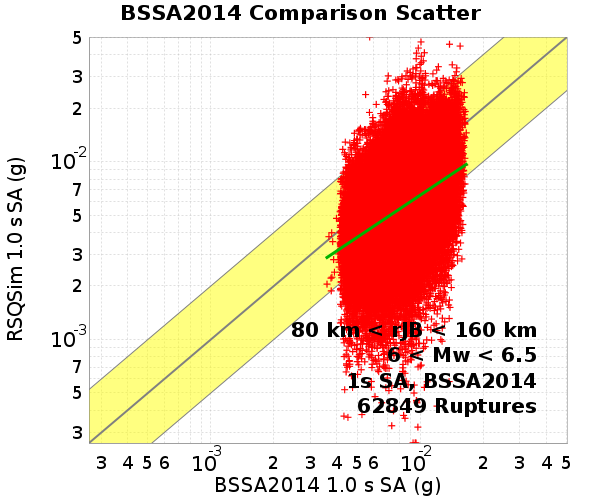 BSSA2014 Comparison Scatter
RSQSim 1.0 s SA (g)
5
3
2
10-2
7
5
3
2
10-3
7
5
3
80 km < rJB < 160 km
6 < Mw < 6.5
1s SA, BSSA2014
62849 Ruptures
3 4 5 6 10-3 2 3 4 5 6 10-2 2 3 4 5
BSSA2014 1.0 s SA (g)